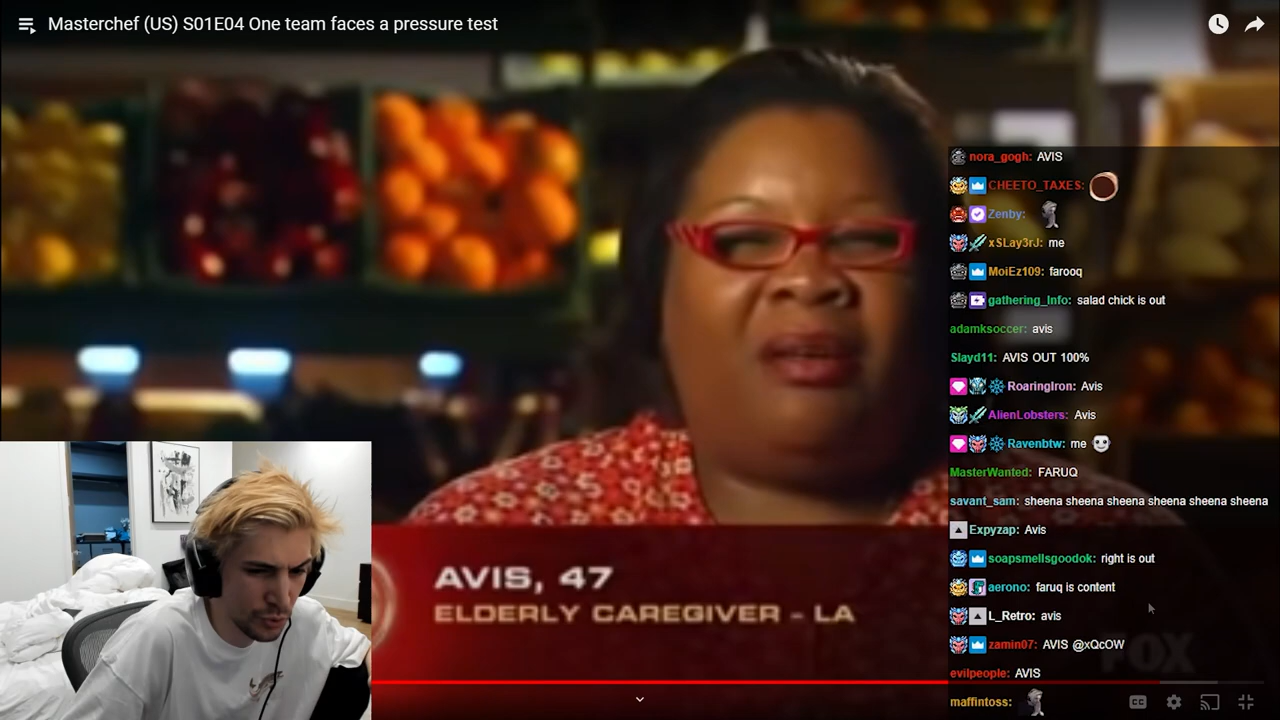 Masterchef (US) S01E04 One team faces a pressure test
nora_gogh: AVIS
CHEETO_TAXES:
Zenby:
xSLay3rJ: me
MoiEz109: farooq
gathering_Info: salad chick is out
adamksoccer: avis
Slayd11: AVIS OUT 100%
RoaringIron: Avis
AlienLobsters: Avis
Ravenbtw: me
MasterWanted: FARUQ
savant_sam: sheena sheena sheena sheena sheena sheena
Expyzap: Avis
soapsmellsgoodok: right is out
aerono: faruq is content
L_Retro: avis
zamin07: AVIS @xQcOW
evilpeople: AVIS
maffintoss:
AVIS, 47
ELDERLY CAREGIVER - LA
FOX
CC